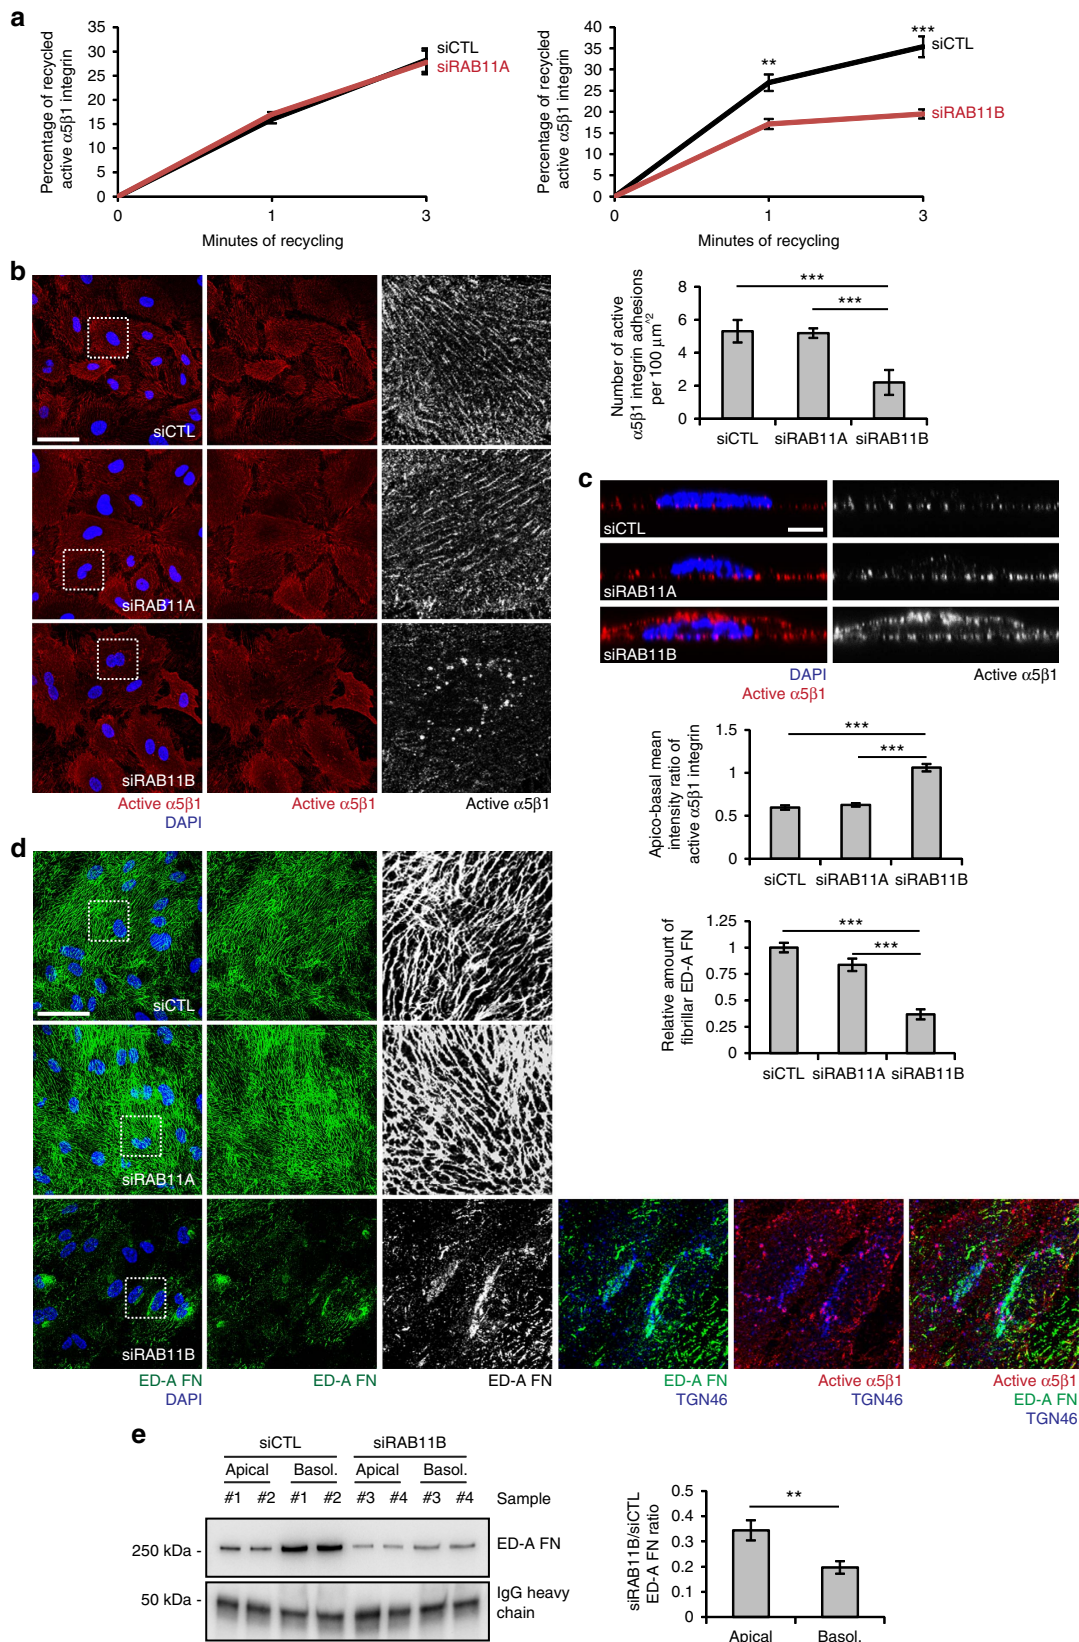 a
Percentage of recycled
active α5β1 integrin
35
30
25
20
15
10
5
0
siCTL
siRAB11A
0 1 3
Minutes of recycling
Percentage of recycled
active α5β1 integrin
40
35
30
25
20
15
10
5
0
**
***
siCTL
siRAB11B
0 1 3
Minutes of recycling
b
siCTL
siRAB11A
siRAB11B
Active α5β1
DAPI
Active α5β1
Active α5β1
Number of active
α5β1 integrin adhesions
per 100 μm^2
8
6
4
2
0
***
***
siCTL siRAB11A siRAB11B
c
siCTL
siRAB11A
siRAB11B
DAPI
Active α5β1
Active α5β1
Apico-basal mean
intensity ratio of
active α5β1 integrin
1.5
1
0.5
0
***
***
siCTL siRAB11A siRAB11B
d
siCTL
siRAB11A
siRAB11B
ED-A FN
DAPI
ED-A FN
ED-A FN
ED-A FN
TGN46
Active α5β1
TGN46
Active α5β1
ED-A FN
TGN46
Relative amount of
fibrillar ED-A FN
1.25
1
0.75
0.5
0.25
0
***
***
siCTL siRAB11A siRAB11B
e
siCTL siRAB11B
Apical Basol. Apical Basol.
#1 #2 #1 #2 #3 #4 #3 #4 Sample
250 kDa - ED-A FN
50 kDa - IgG heavy
chain
siRAB11B/siCTL
ED-A FN ratio
0.5
0.4
0.3
0.2
0.1
0
**
Apical Basol.